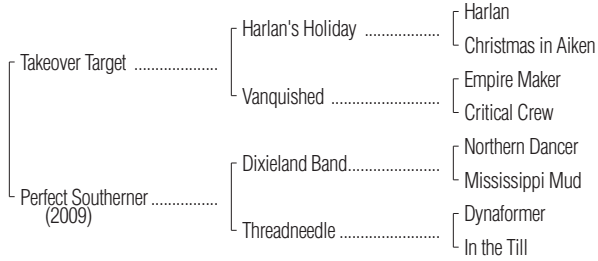 Harlan
Harlan's Holiday ..................
Christmas in Aiken
Takeover Target ....................
Empire Maker
Vanquished ..........................
Critical Crew
Northern Dancer
Dixieland Band......................
Mississippi Mud
Perfect Southerner................
(2009)
Dynaformer
Threadneedle ........................
In the Till